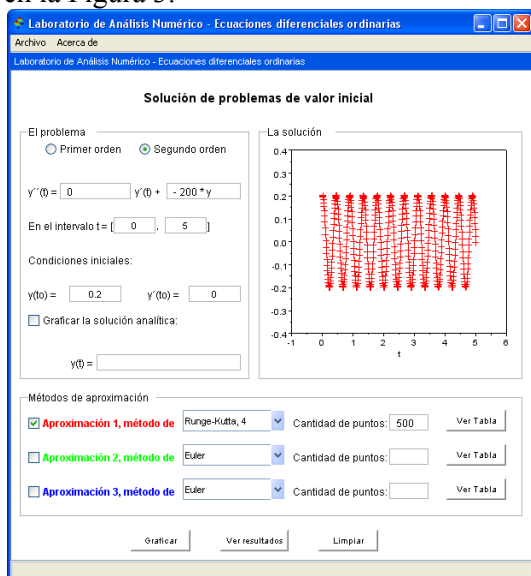 en la Figura 3.
Laboratorio de Análisis Numérico - Ecuaciones diferenciales ordinarias
Archivo Acerca de
Laboratorio de Análisis Numérico - Ecuaciones diferenciales ordinarias
Solución de problemas de valor inicial
El problema
Primer orden Segundo orden
y´´(t) = 0 y´(t) + - 200 * y
En el intervalo t = [ 0 , 5 ]
Condiciones iniciales:
y(to) = 0.2 y´(to) = 0
Graficar la solución analítica:
y(t) =
La solución
0.4
0.3
0.2
0.1
0.0
-0.1
-0.2
-0.3
-0.4
-1 0 1 2 3 4 5 6
t
Métodos de aproximación
Aproximación 1, método de Runge-Kutta, 4 Cantidad de puntos: 500 Ver Tabla
Aproximación 2, método de Euler Cantidad de puntos: Ver Tabla
Aproximación 3, método de Euler Cantidad de puntos: Ver Tabla
Graficar Ver resultados Limpiar